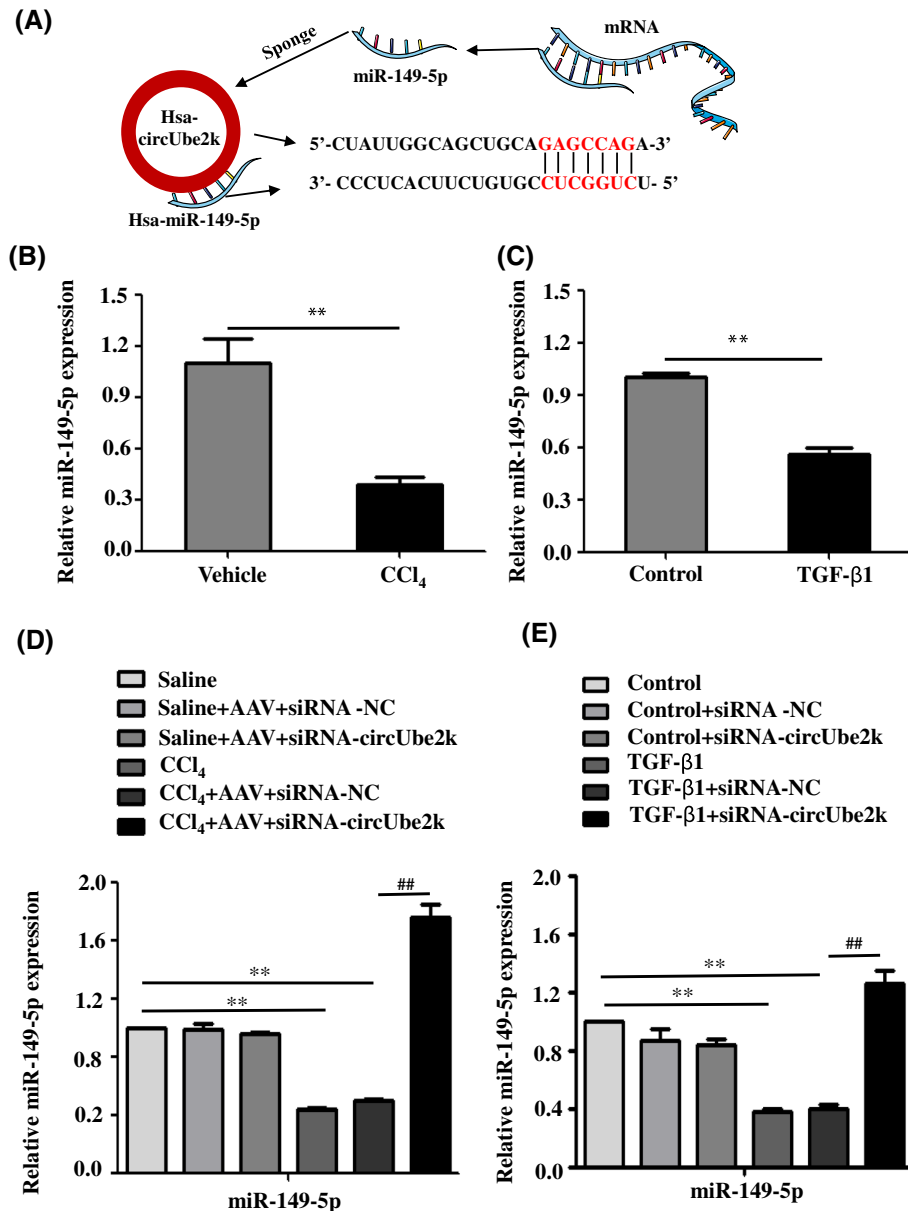 (A)
mRNA
Sponge
miR-149-5p
Hsa-
circUbe2k
5’-CUAUUGGCAGCUGCAGAGCCAGA-3’
3’- CCCUCACUUCUGUGCCUCGGUCU- 5’
Hsa-miR-149-5p
(B)
Relative miR-149-5p expression
1.5
1.2
0.9
0.6
0.3
0.0
**
Vehicle
CCl4
(C)
Relative miR-149-5p expression
1.5
1.2
0.9
0.6
0.3
0.0
**
Control
TGF-β1
(D)
Saline
Saline+AAV+siRNA -NC
Saline+AAV+siRNA-circUbe2k
CCl4
CCl4+AAV+siRNA-NC
CCl4+AAV+siRNA-circUbe2k
Relative miR-149-5p expression
2.0
1.6
1.2
0.8
0.2
0.0
**
**
##
miR-149-5p
(E)
Control
Control+siRNA -NC
Control+siRNA-circUbe2k
TGF-β1
TGF-β1+siRNA-NC
TGF-β1+siRNA-circUbe2k
Relative miR-149-5p expression
2.0
1.6
1.2
0.8
0.4
0.0
**
**
##
miR-149-5p